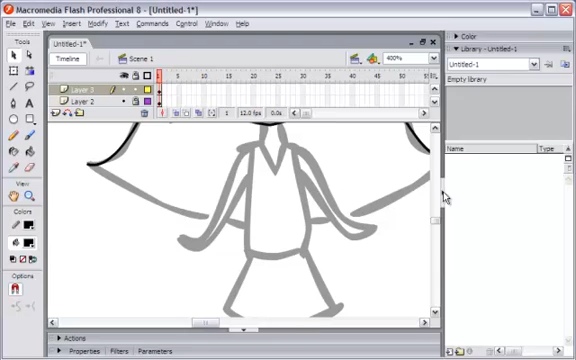 Macromedia Flash Professional 8 - [Untitled-1*]
File Edit View Insert Modify Text Commands Control Window Help
Tools
Untitled-1*
Timeline
Scene 1
400%
1 5 10 15 20 25 30 35 40 45 50 55
Layer 3
Layer 2
1 12.0 fps 0.0s
View
Colors
Options
Color
Library - Untitled-1
Untitled-1
Empty library
Name Type
Actions
Properties Filters Parameters